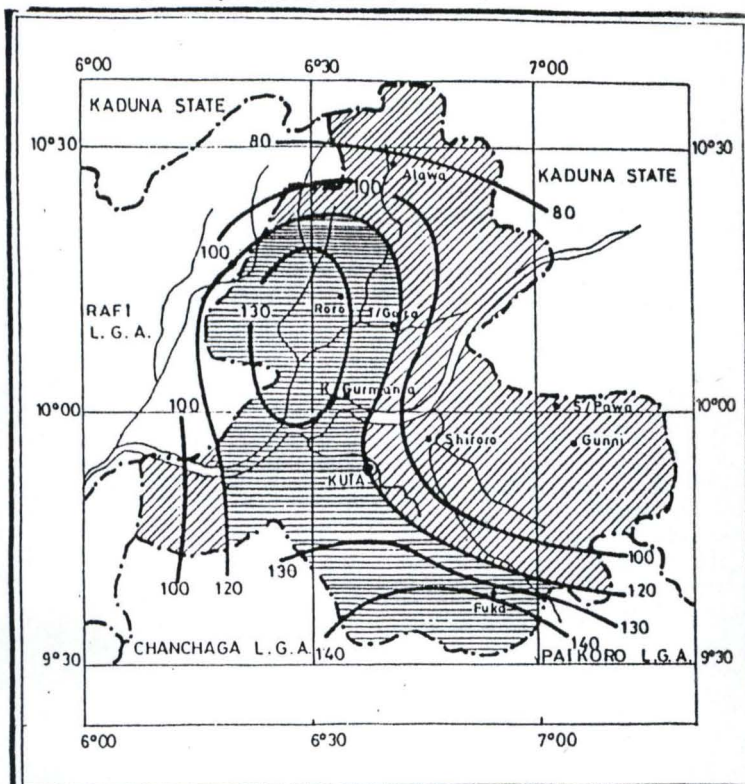 6°00 6°30 7°00
KADUNA STATE
10°30 80 10°30
Alawa
KADUNA STATE
100 80
100
RAFI
L.G.A.
130 Roro
10°00 100 10°00
K. Gurmana
S/Pawa
Shiroro Gunni
KUTA
100
100 120 130 120
Fuka
130
140 140
CHANCHAGA L.G.A. PAIKORO L.G.A.
9°30 9°30
6°00 6°30 7°00